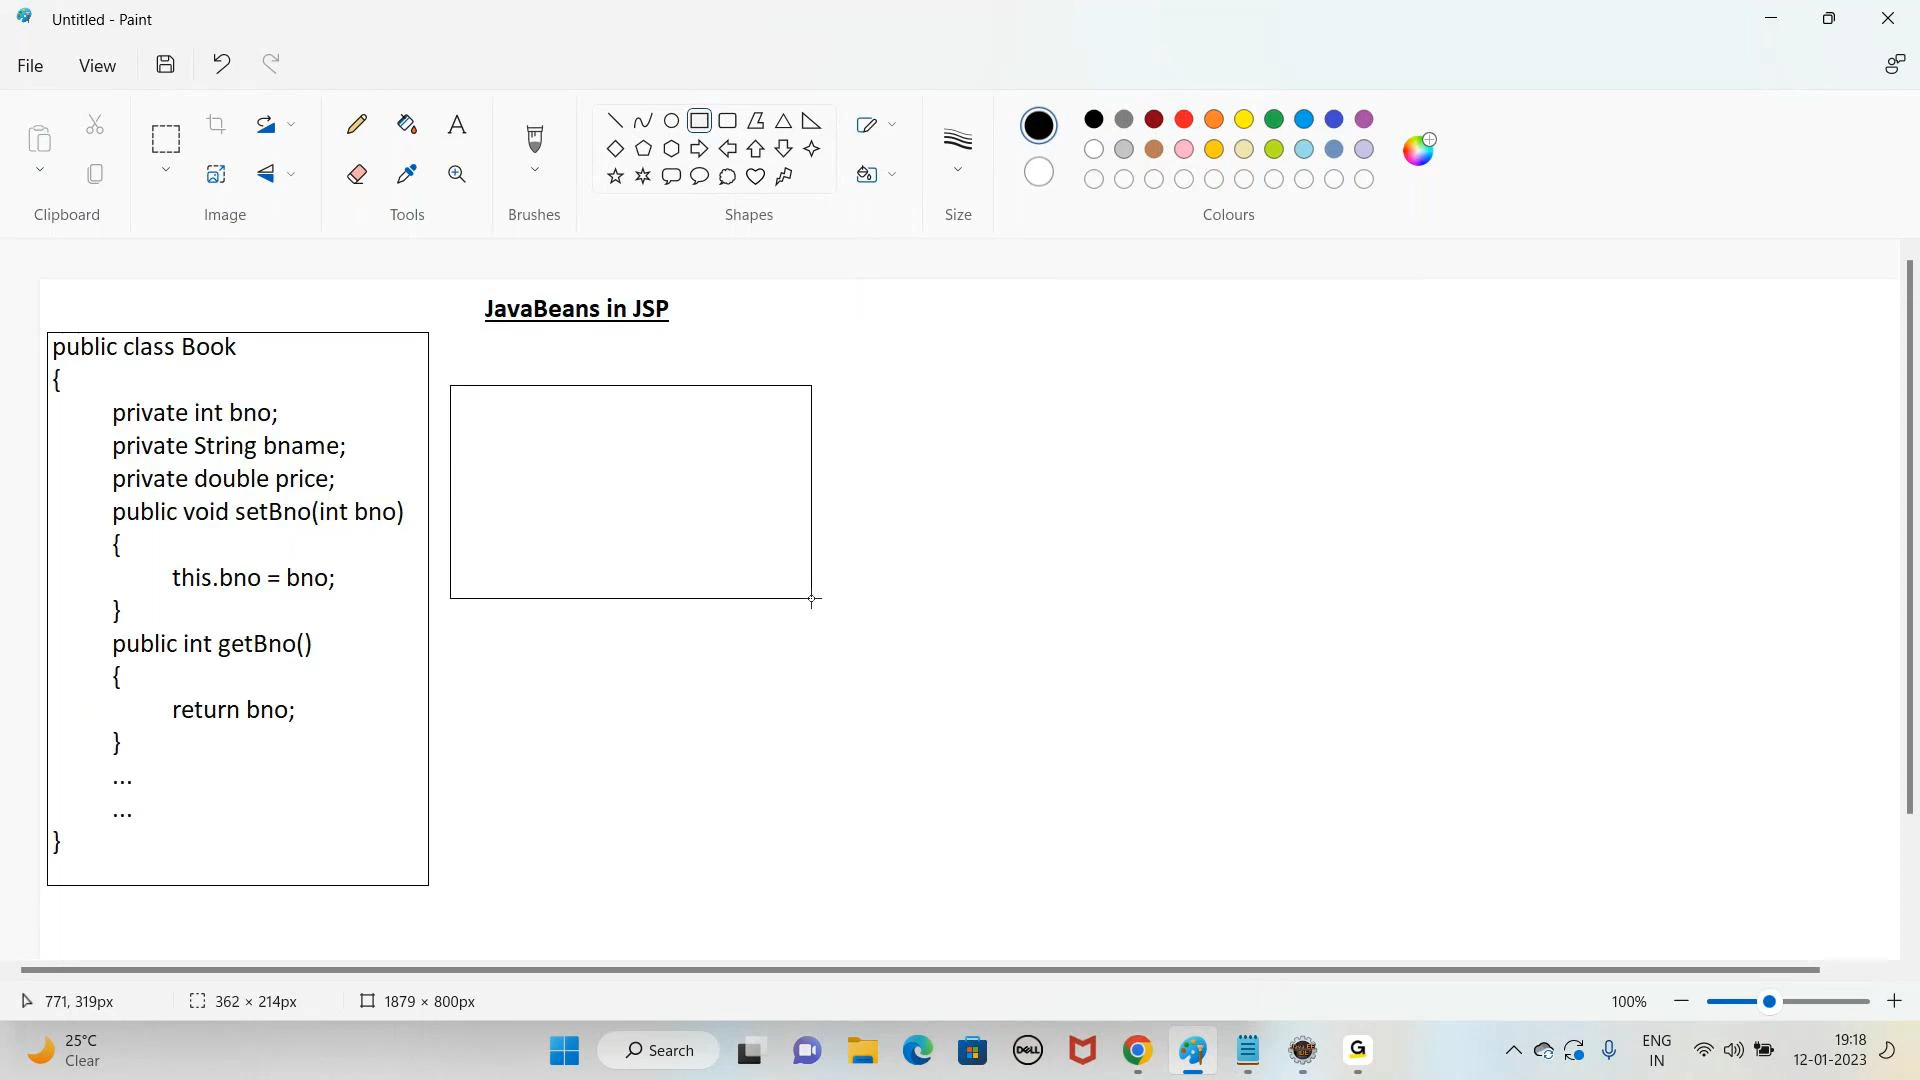 Untitled - Paint
File
View
Clipboard
Image
Tools
Brushes
Shapes
Size
Colours
JavaBeans in JSP
public class Book
{
private int bno;
private String bname;
private double price;
public void setBno(int bno)
{
this.bno = bno;
}
public int getBno()
{
return bno;
}
...
...
}
771, 319px
362 × 214px
1879 × 800px
100%
25°C
Clear
Search
DELL
G
ENG
IN
19:18
12-01-2023